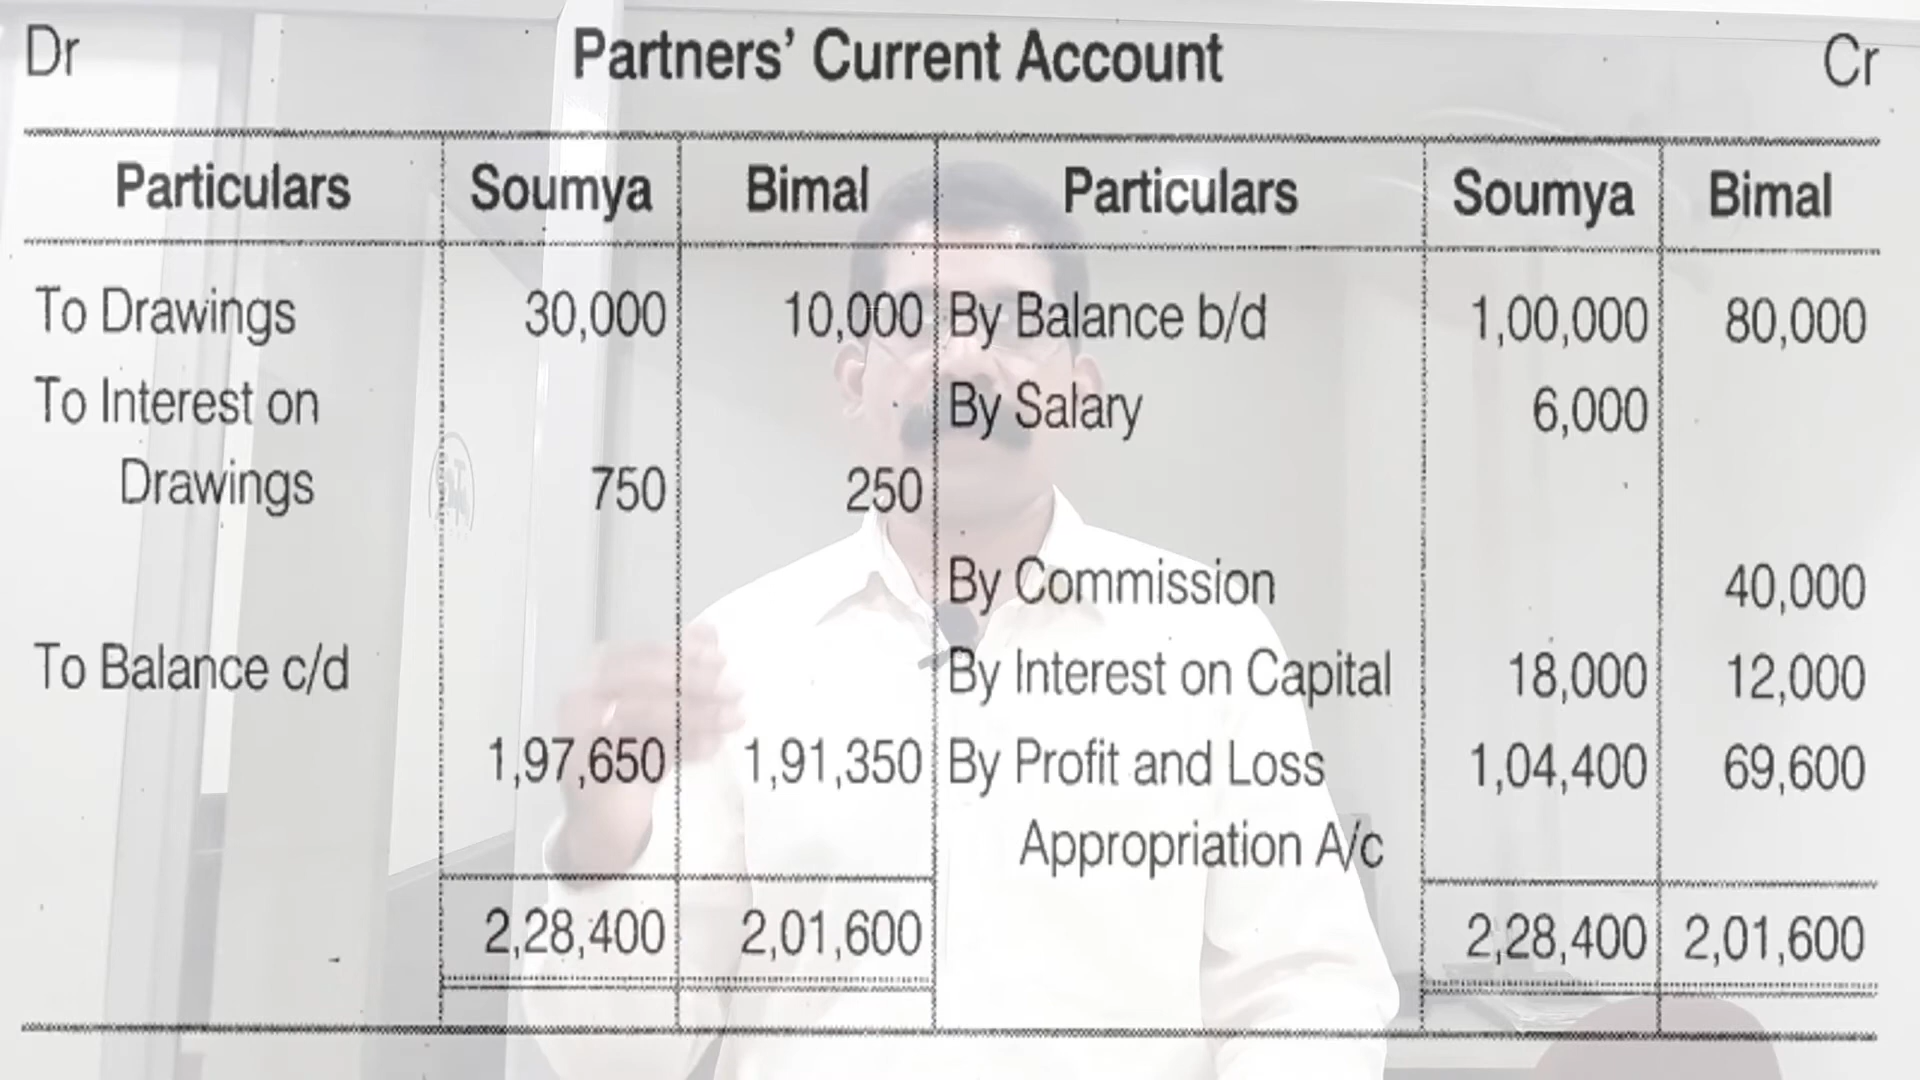 Dr Partners' Current Account Cr
Particulars Soumya Bimal Particulars Soumya Bimal
To Drawings 30,000 10,000 By Balance b/d 1,00,000 80,000
To Interest on By Salary 6,000
Drawings 750 250
By Commission 40,000
To Balance c/d By Interest on Capital 18,000 12,000
1,97,650 1,91,350 By Profit and Loss 1,04,400 69,600
Appropriation A/c
2,28,400 2,01,600 2,28,400 2,01,600